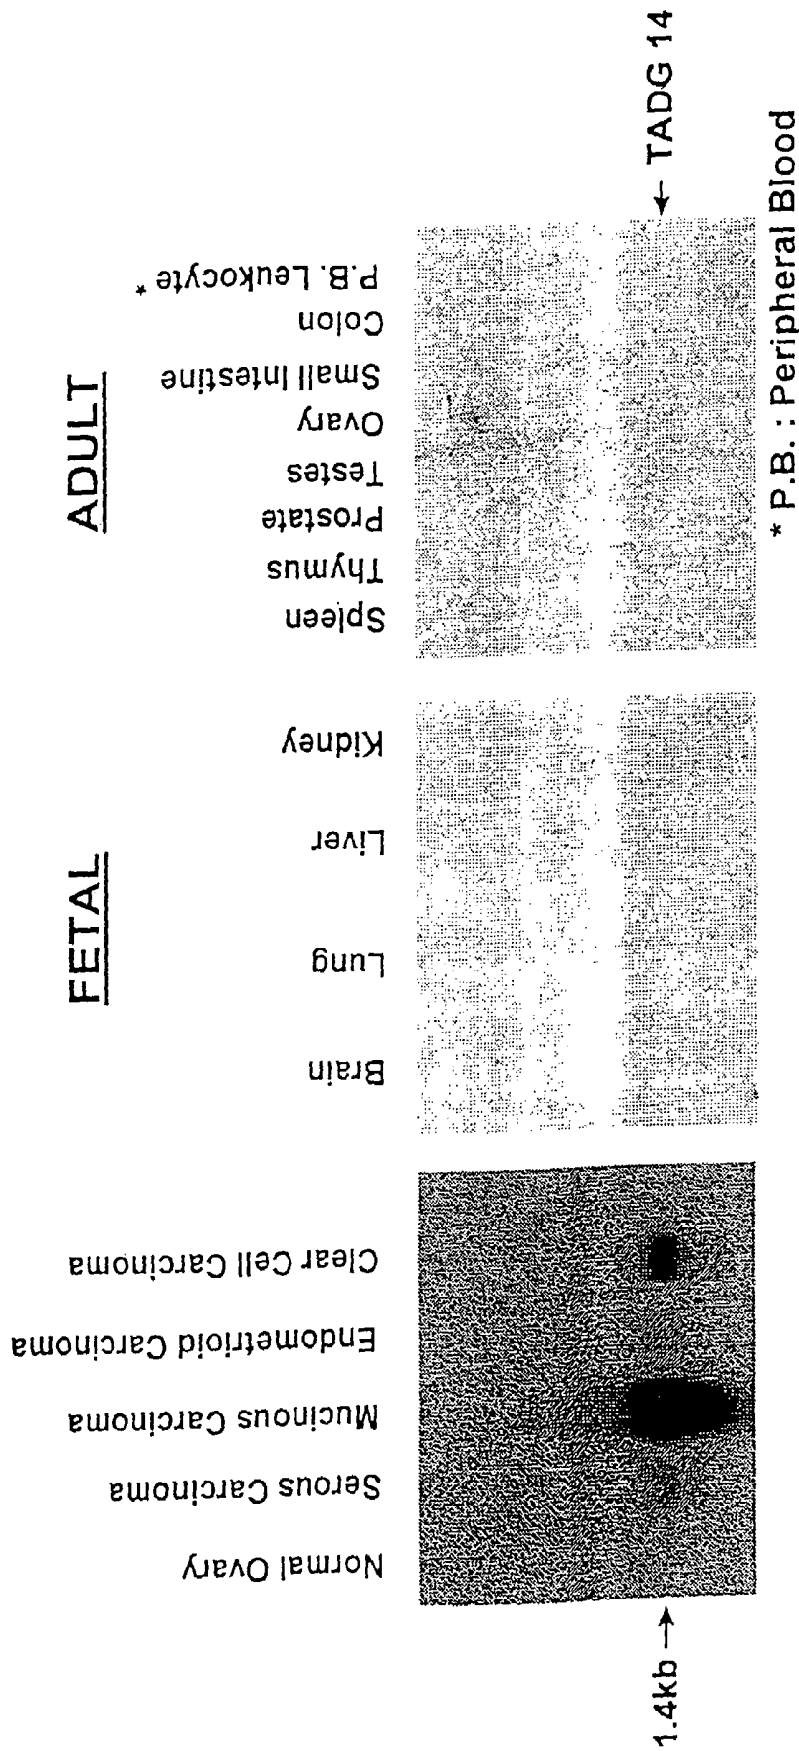 FETAL
ADULT
Normal Ovary
Serous Carcinoma
Mucinous Carcinoma
Endometrioid Carcinoma
Clear Cell Carcinoma
Brain
Lung
Liver
Kidney
Spleen
Thymus
Prostate
Testes
Ovary
Small Intestine
Colon
P.B. Leukocyte *
1.4kb →
← TADG 14
* P.B. : Peripheral Blood